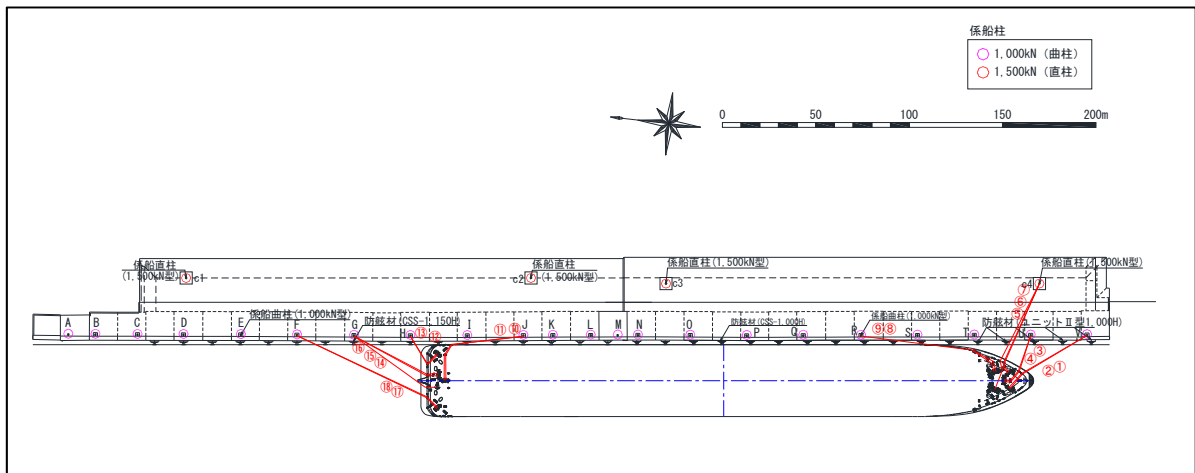 係船柱
1,000kN (曲柱)
1,500kN (直柱)
0 50 100 150 200m
係船直柱
(1,500kN型)
c1
係船直柱
c2 (1,500kN型)
係船直柱(1,500kN型)
c3
係船直柱(1,500kN型)
c4
⑦
⑥
⑤
A B C D E F G H I J K L M N O P Q R S T
係船曲柱(1,000kN型)
防舷材(CSS-1,150H)
防舷材(CSS-1,000H)
係船曲柱(1,000kN型)
防舷材(ユニットⅡ型1,000H)
⑬ ⑫ ⑪ ⑩ ⑨ ⑧
⑯ ⑮ ⑭
⑱ ⑰
④ ③
② ①